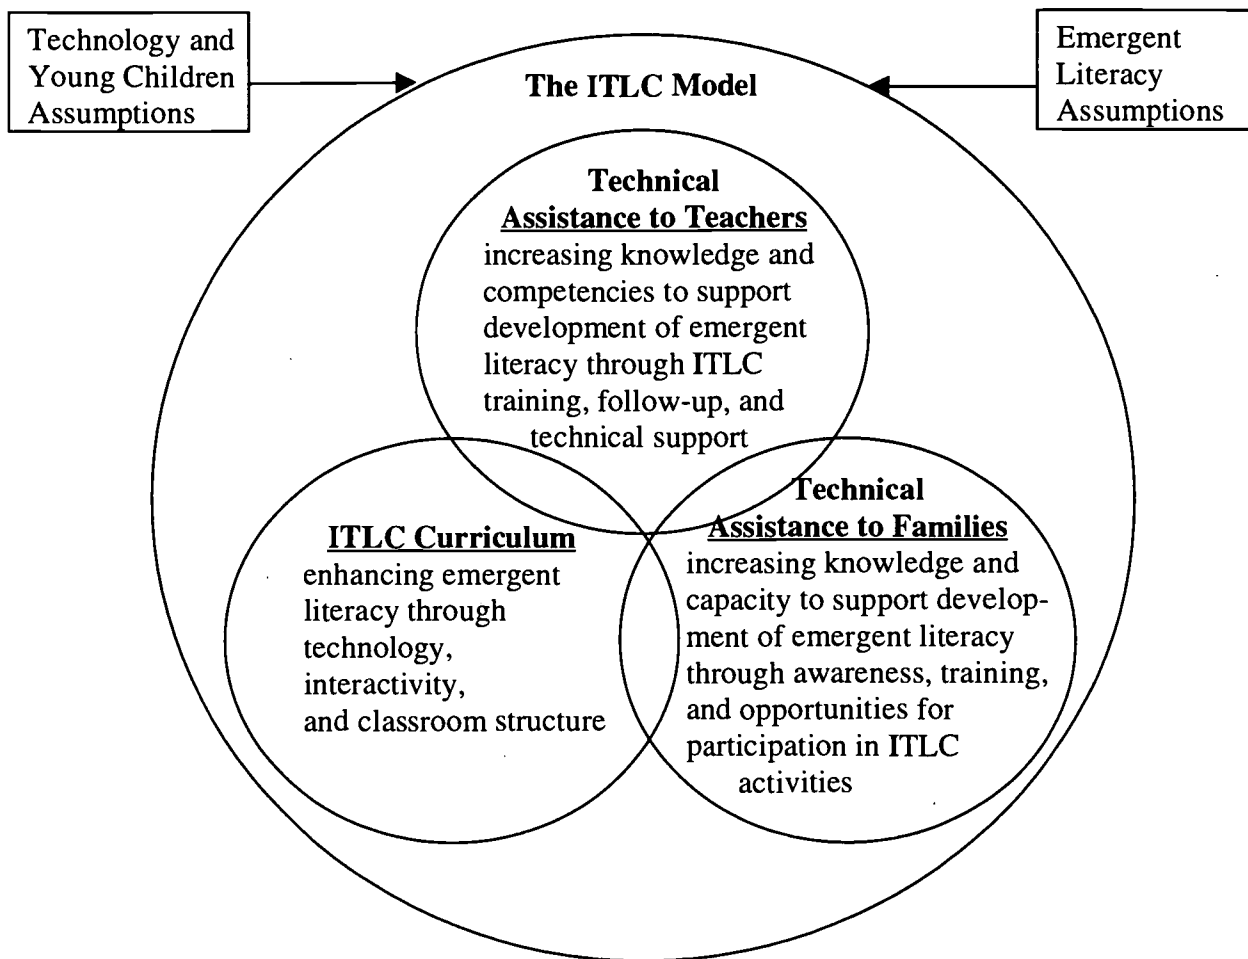 Technology and
Young Children
Assumptions
Emergent
Literacy
Assumptions
The ITLC Model
Technical
Assistance to Teachers
increasing knowledge and
competencies to support
development of emergent
literacy through ITLC
training, follow-up, and
technical support
ITLC Curriculum
enhancing emergent
literacy through
technology,
interactivity,
and classroom structure
Technical
Assistance to Families
increasing knowledge and
capacity to support develop-
ment of emergent literacy
through awareness, training,
and opportunities for
participation in ITLC
activities